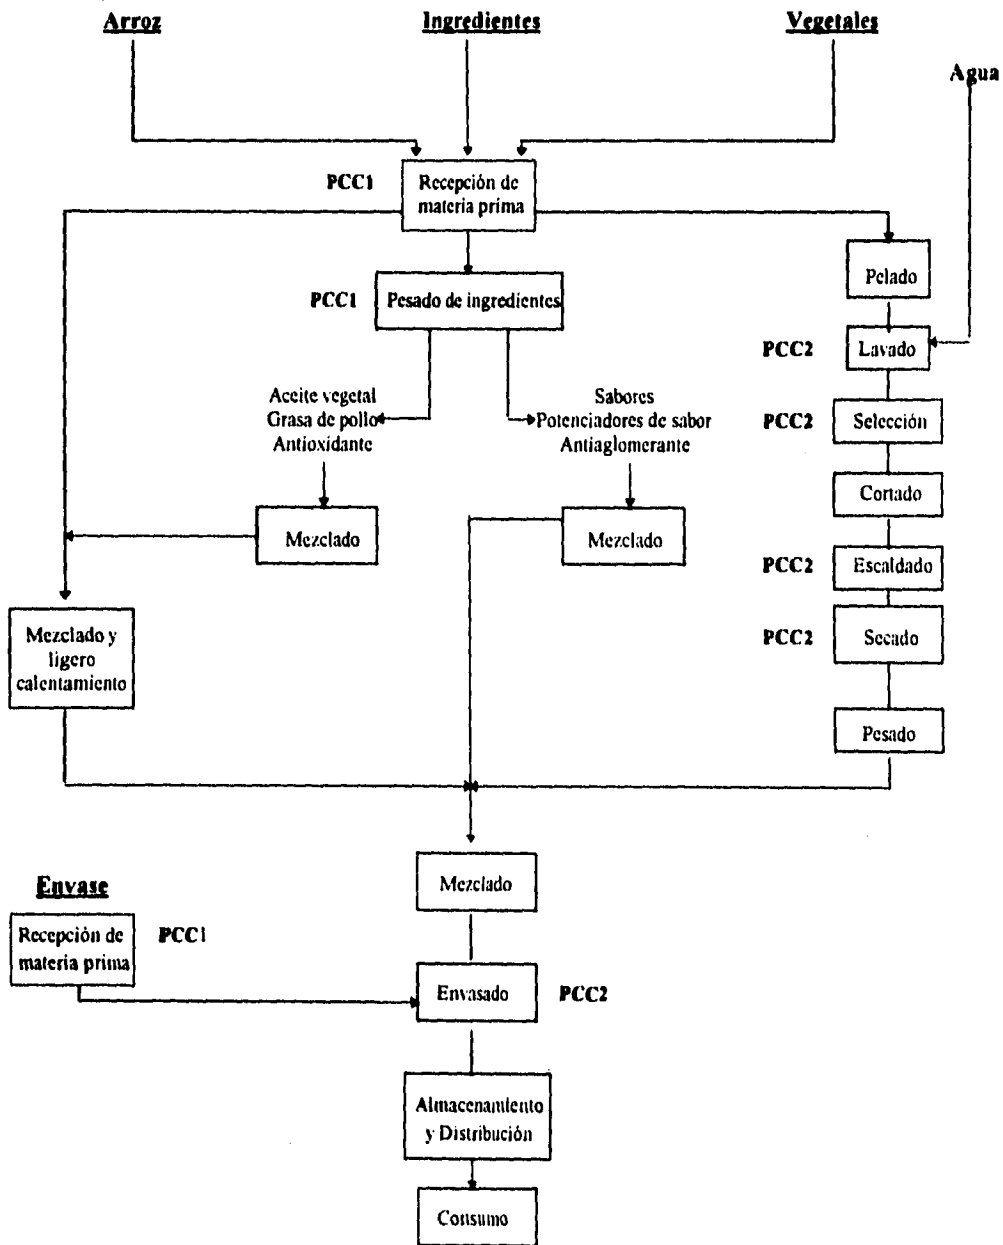 Arroz
Ingredientes
Vegetales
Agua
PCC1
Recepción de
materia prima
Pelado
PCC1
Pesado de ingredientes
PCC2
Lavado
Aceite vegetal
Grasa de pollo
Antioxidante
Sabores
Potenciadores de sabor
Antiaglomerante
PCC2
Selección
Cortado
Mezclado
Mezclado
PCC2
Escaldado
Mezclado y
ligero
calentamiento
PCC2
Secado
Pesado
Mezclado
Envase
Recepción de
materia prima
PCC1
Envasado
PCC2
Almacenamiento
y Distribución
Consumo